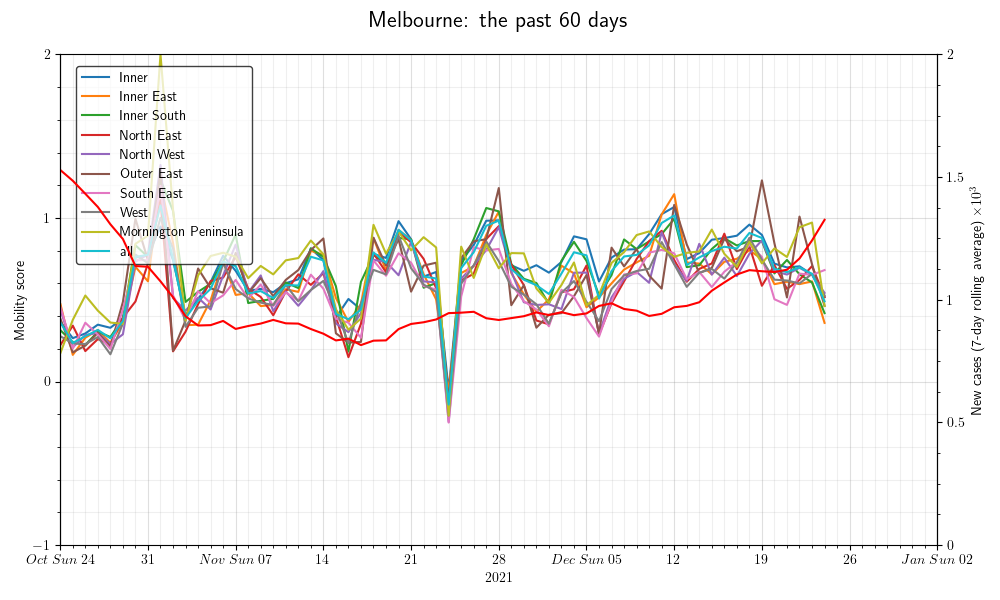 Melbourne: the past 60 days
Mobility score
2
1
0
−1
Inner
Inner East
Inner South
North East
North West
Outer East
South East
West
Mornington Peninsula
all
2
1.5
1
0.5
0
New cases (7-day rolling average) ×10³
Oct Sun 24 31 Nov Sun 07 14 21 28 Dec Sun 05 12 19 26 Jan Sun 02
2021